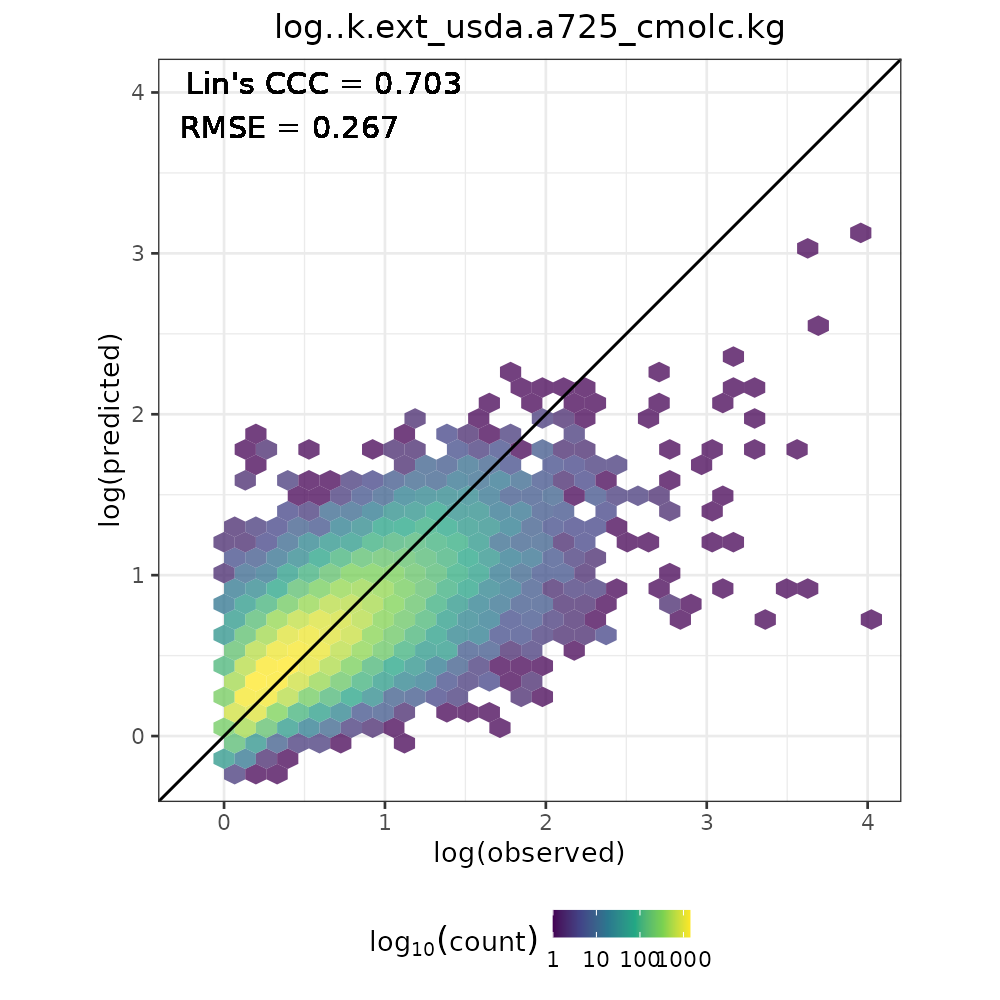 log..k.ext_usda.a725_cmolc.kg
Lin's CCC = 0.703
RMSE = 0.267
4
3
2
1
0
log(predicted)
0 1 2 3 4
log(observed)
log10(count)
1 10 100 1000